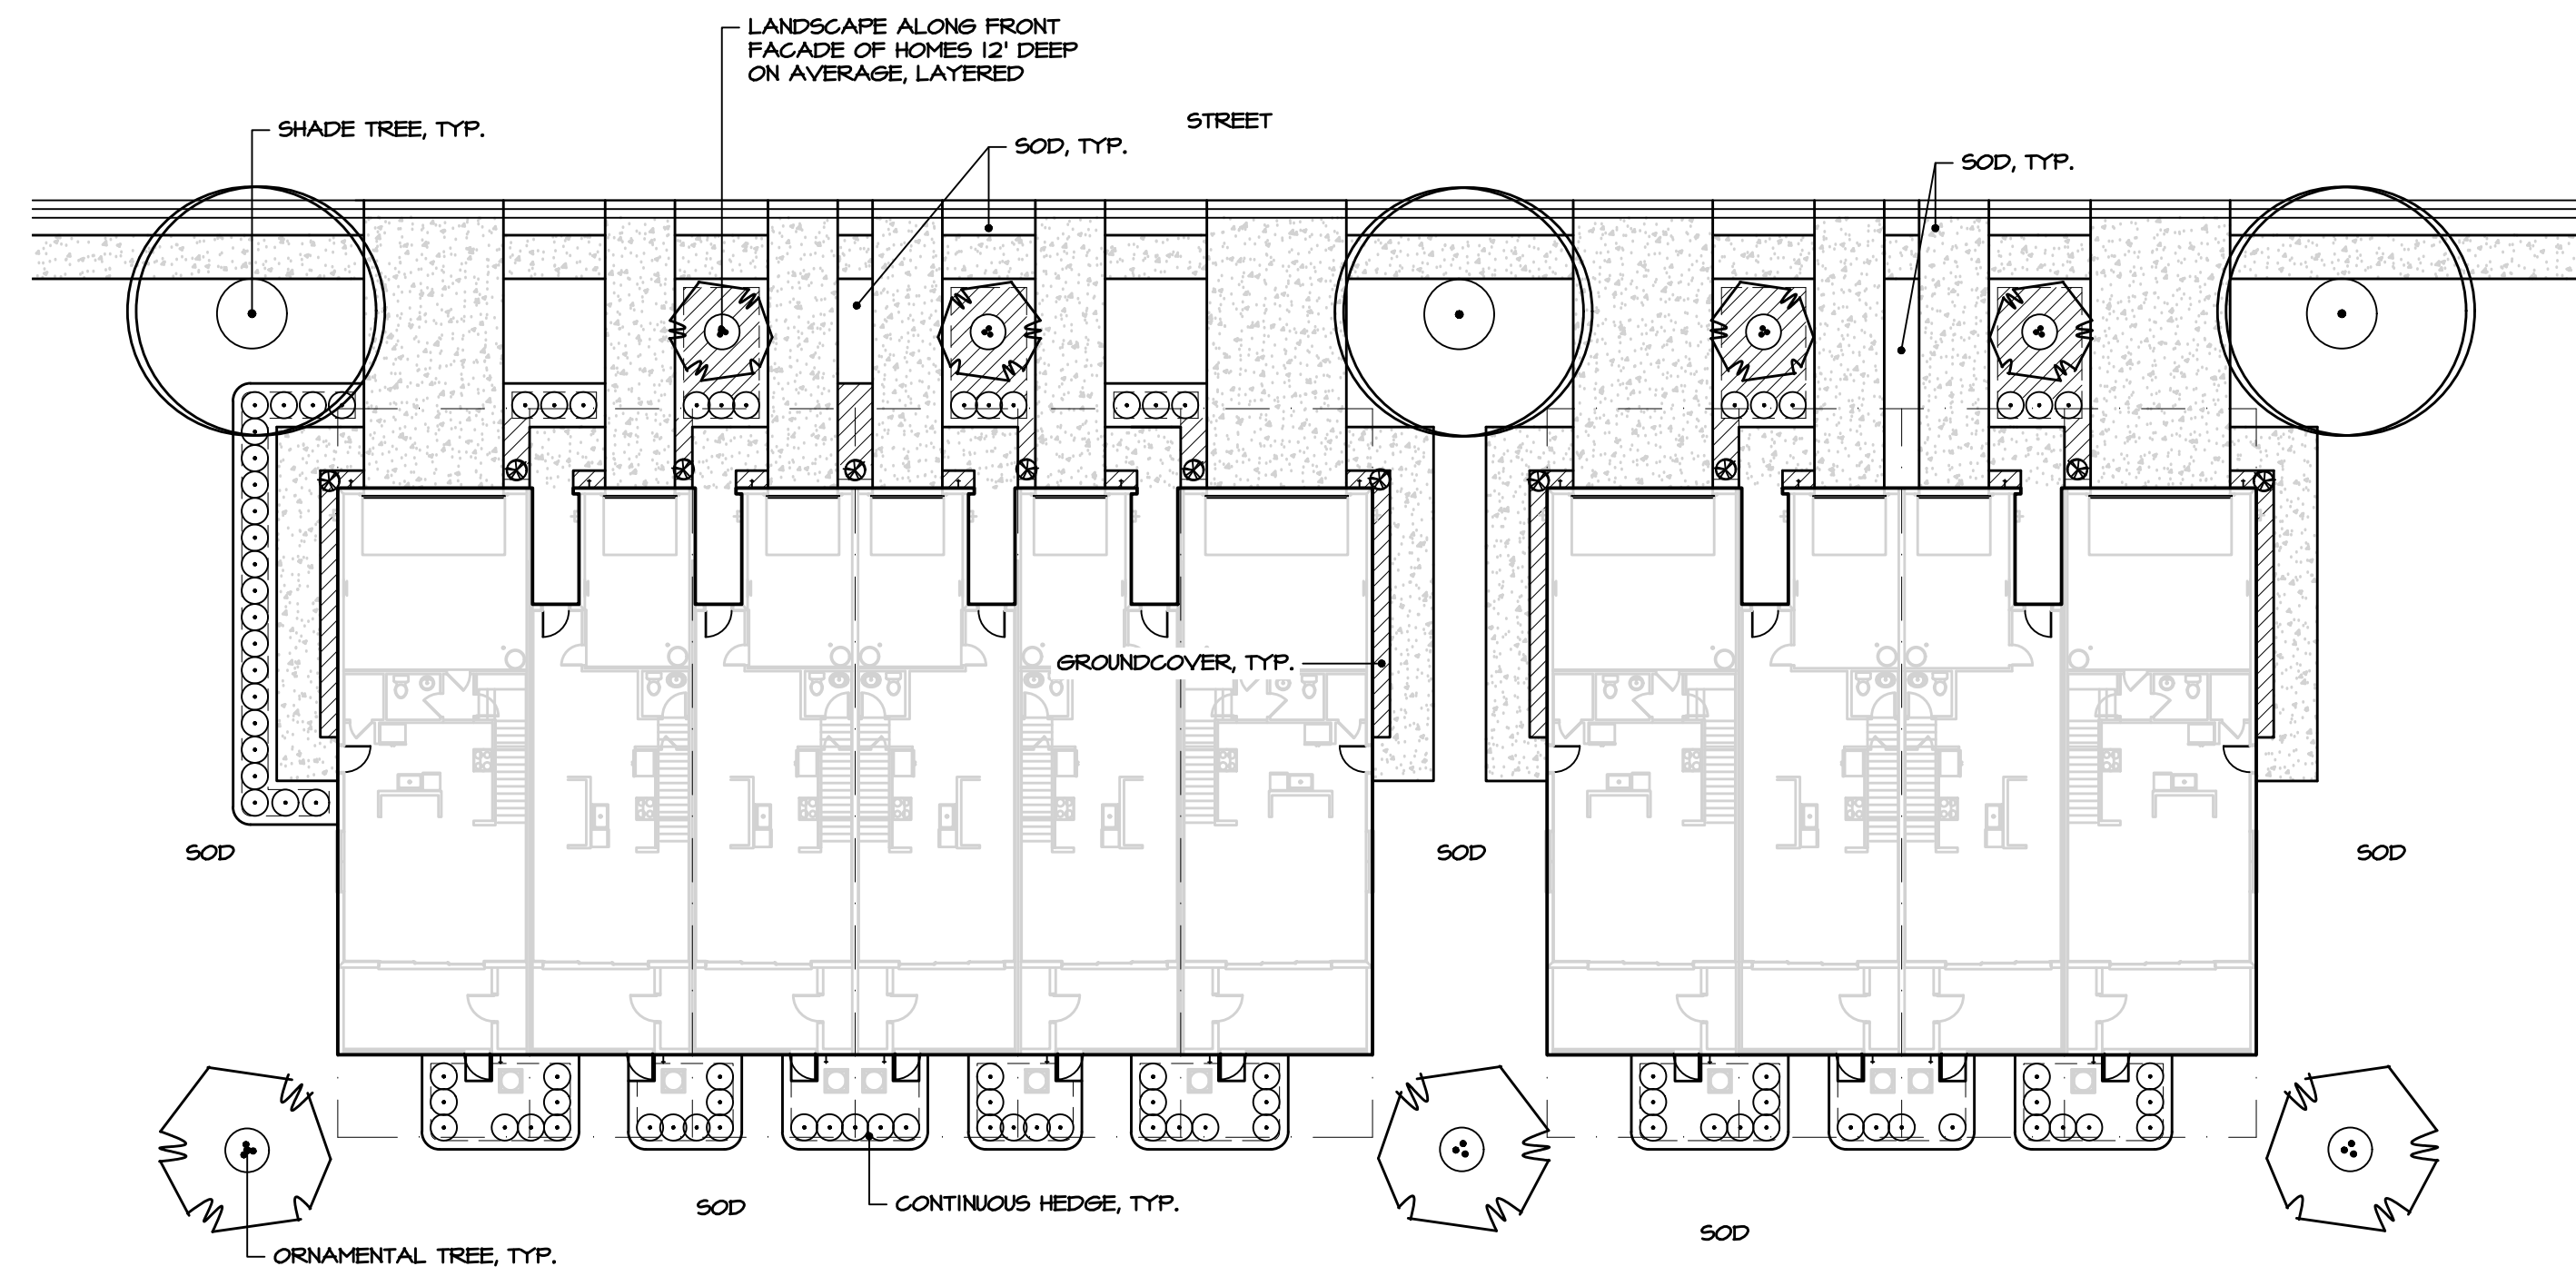 LANDSCAPE ALONG FRONT
FACADE OF HOMES 12' DEEP
ON AVERAGE, LAYERED
STREET
SHADE TREE, TYP.
SOD, TYP.
SOD, TYP.
GROUNDCOVER, TYP.
SOD
SOD
SOD
SOD
CONTINUOUS HEDGE, TYP.
SOD
ORNAMENTAL TREE, TYP.